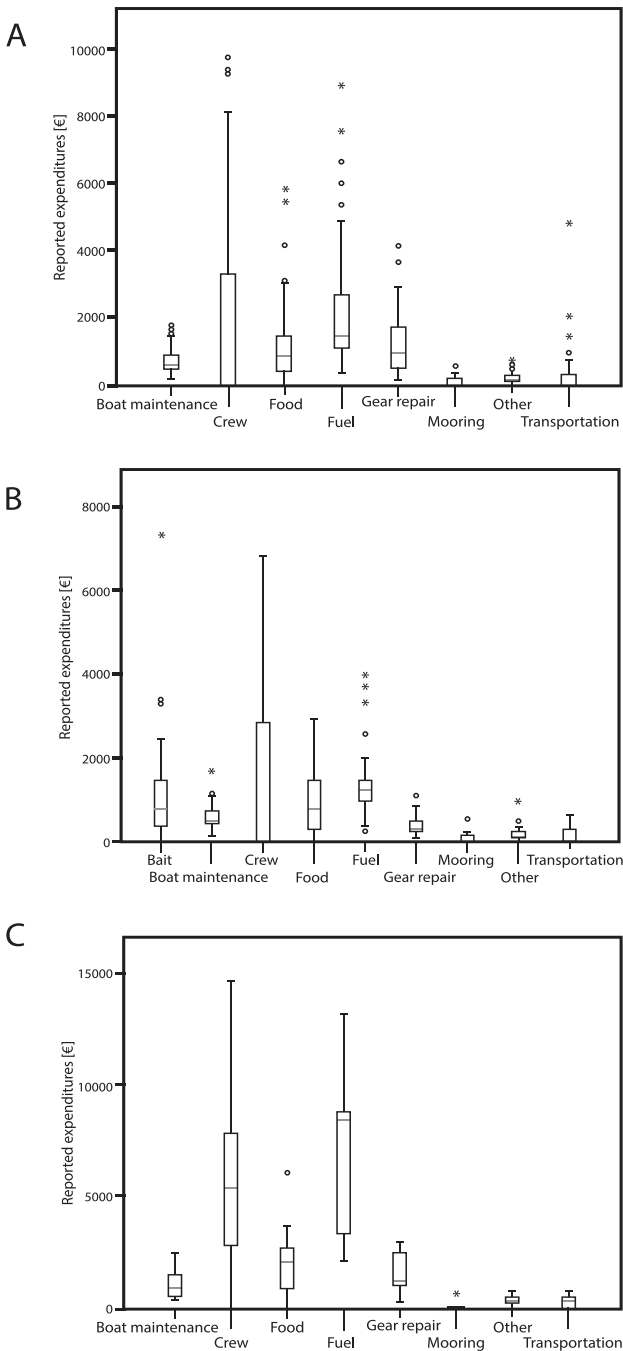 A
Reported expenditures [€]
10000
8000
6000
4000
2000
0
Boat maintenance
Crew
Food
Fuel
Gear repair
Mooring
Other
Transportation
B
Reported expenditures [€]
8000
6000
4000
2000
0
Bait
Boat maintenance
Crew
Food
Fuel
Gear repair
Mooring
Other
Transportation
C
Reported expenditures [€]
15000
10000
5000
0
Boat maintenance
Crew
Food
Fuel
Gear repair
Mooring
Other
Transportation